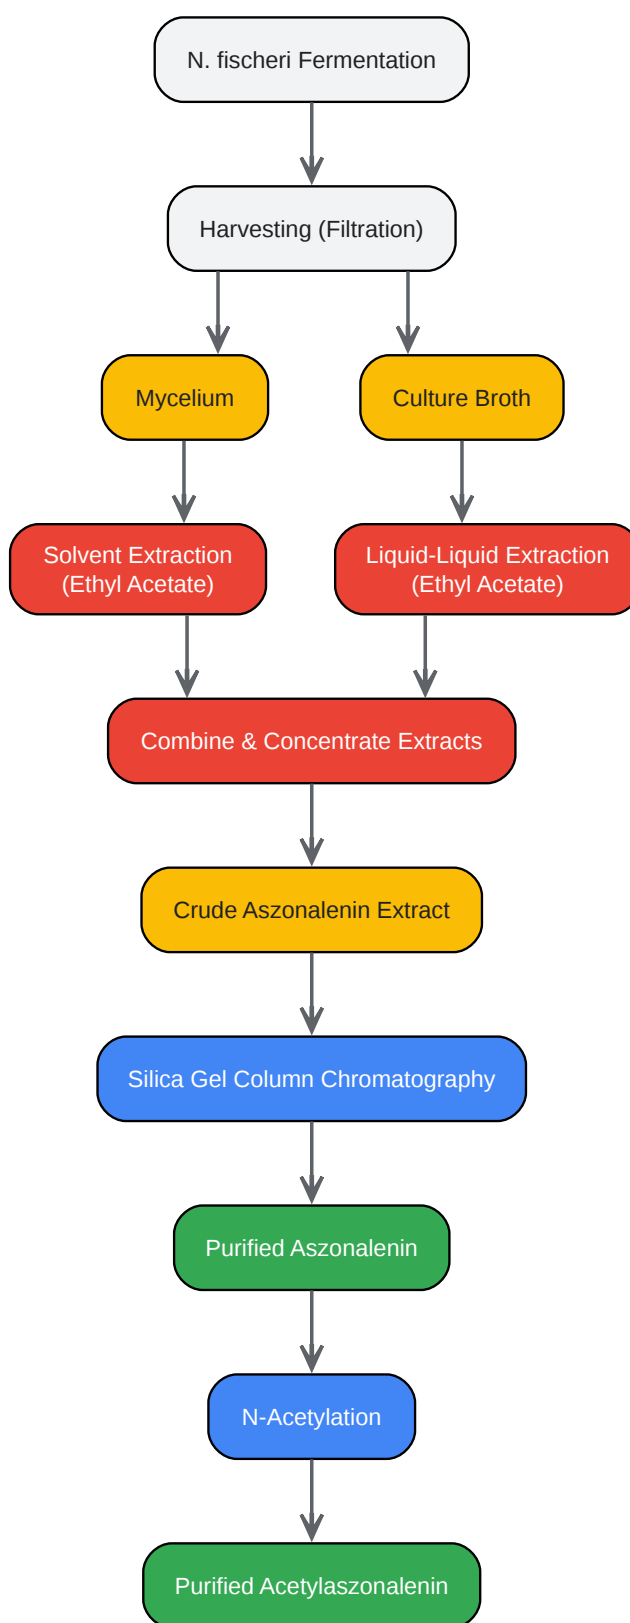 N. fischeri Fermentation
Harvesting (Filtration)
Mycelium
Culture Broth
Solvent Extraction
(Ethyl Acetate)
Liquid-Liquid Extraction
(Ethyl Acetate)
Combine & Concentrate Extracts
Crude Aszonalenin Extract
Silica Gel Column Chromatography
Purified Aszonalenin
N-Acetylation
Purified Acetylaszonalenin